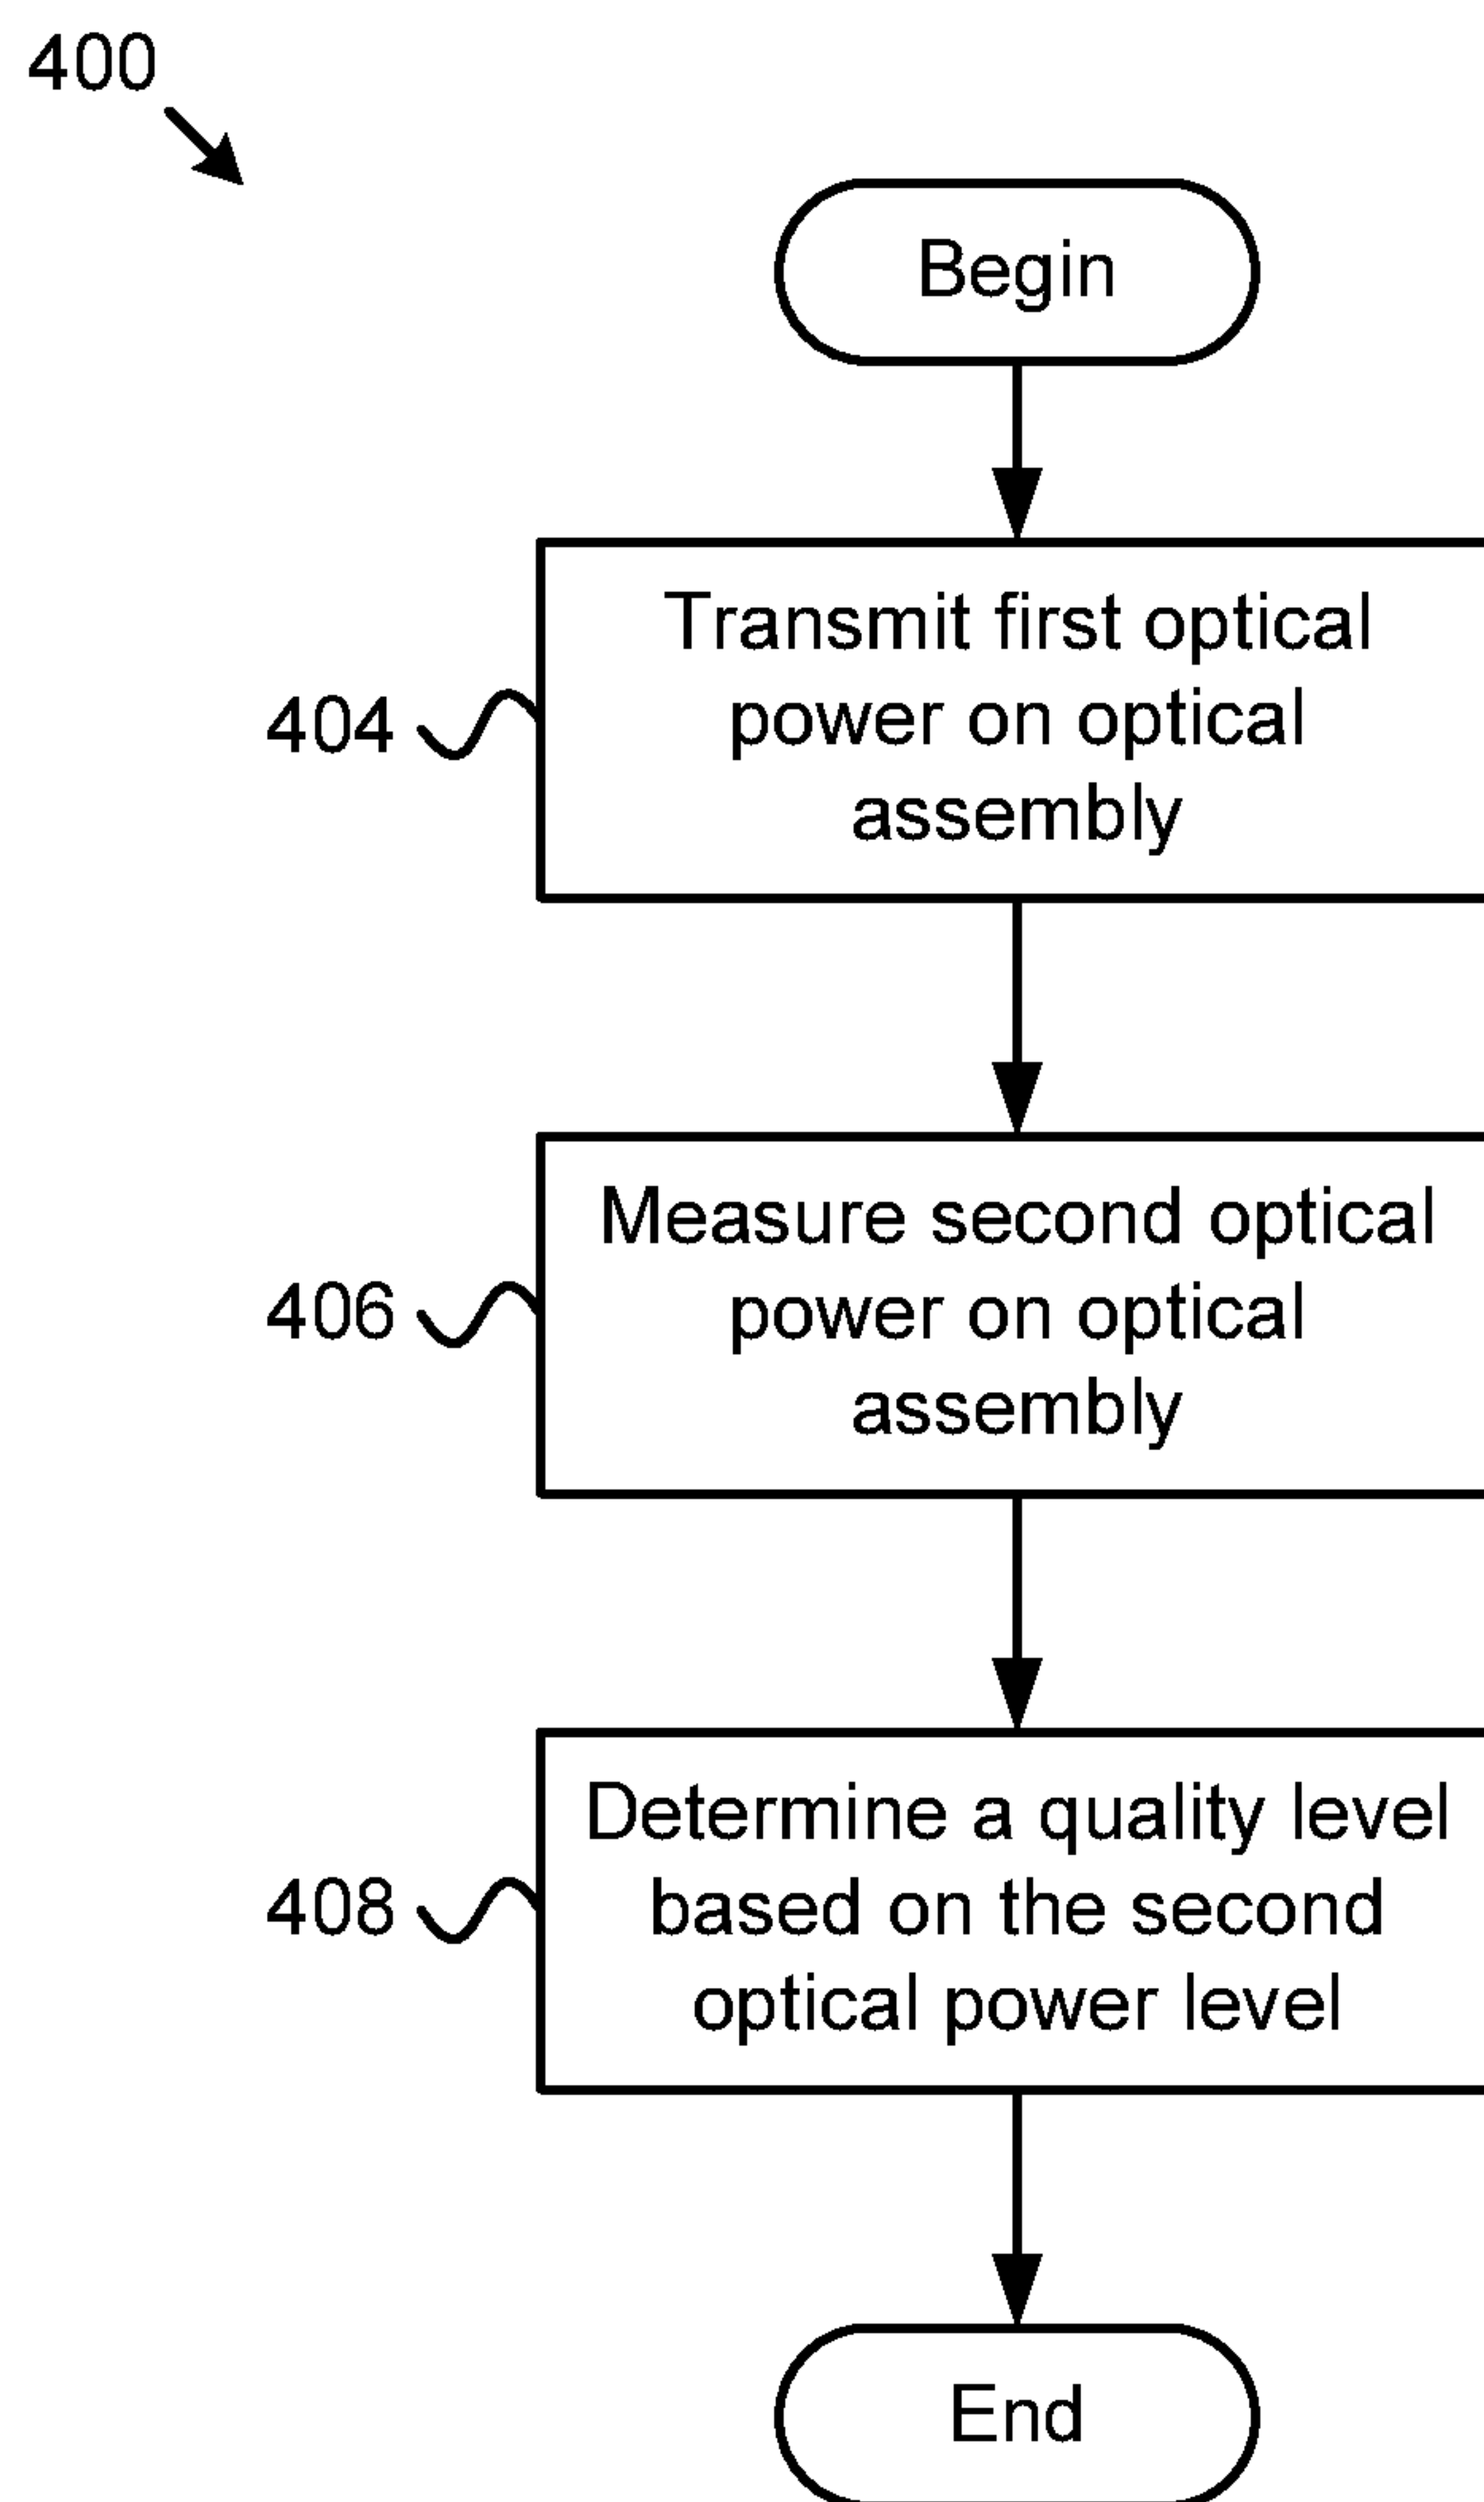 400
Begin
Transmit first optical
power on optical
assembly
404
Measure second optical
power on optical
assembly
406
Determine a quality level
based on the second
optical power level
408
End